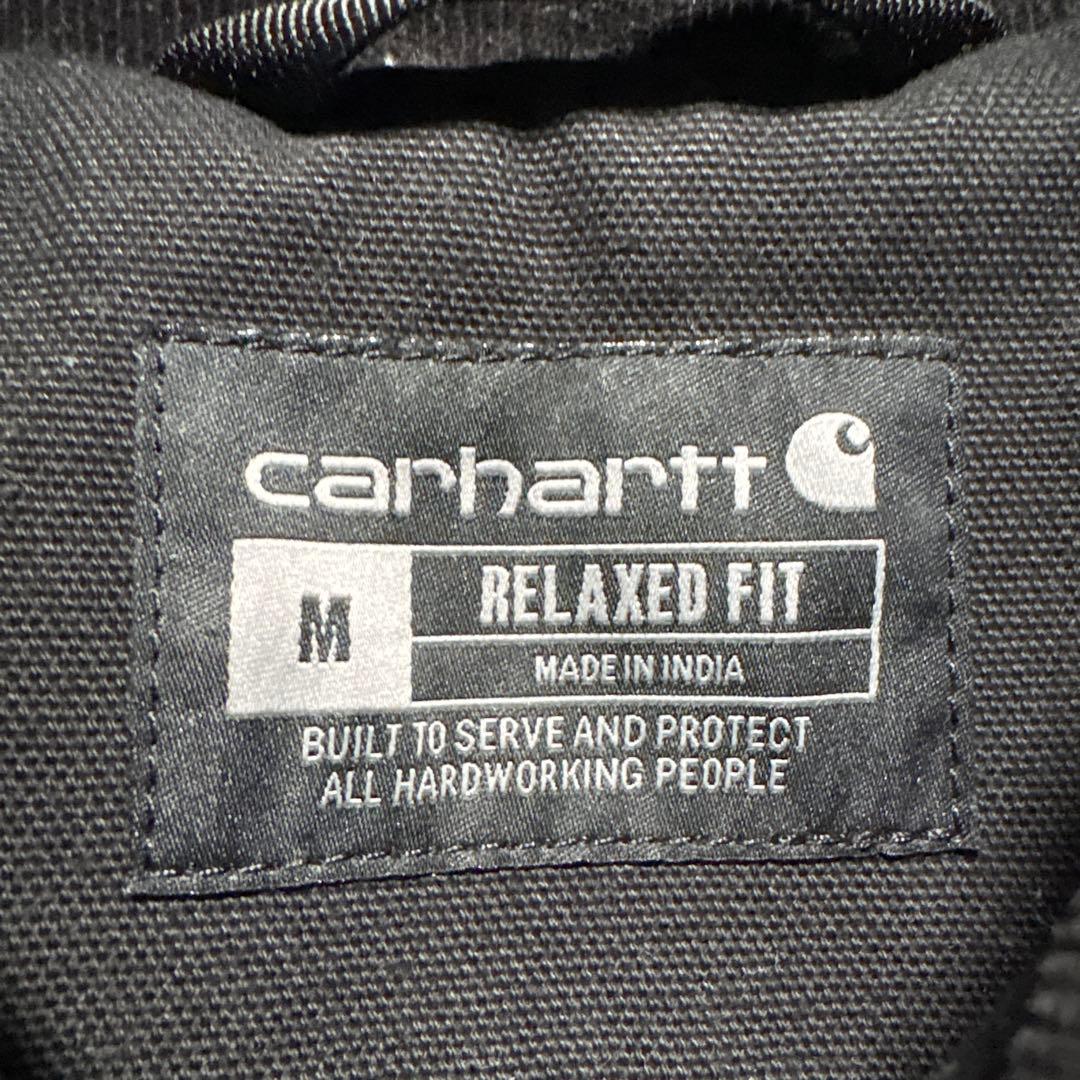 carhartt
M
RELAXED FIT
MADE IN INDIA
BUILT TO SERVE AND PROTECT
ALL HARDWORKING PEOPLE